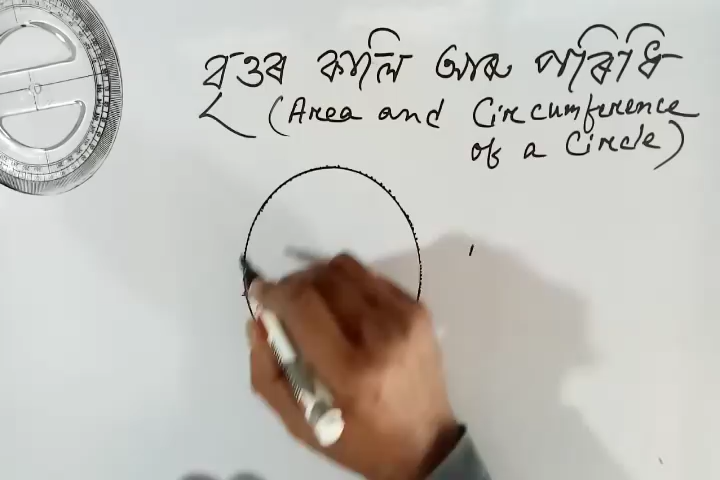 বৃত্তৰ কালি আৰু পৰিধি
(Area and Circumference
of a Circle)